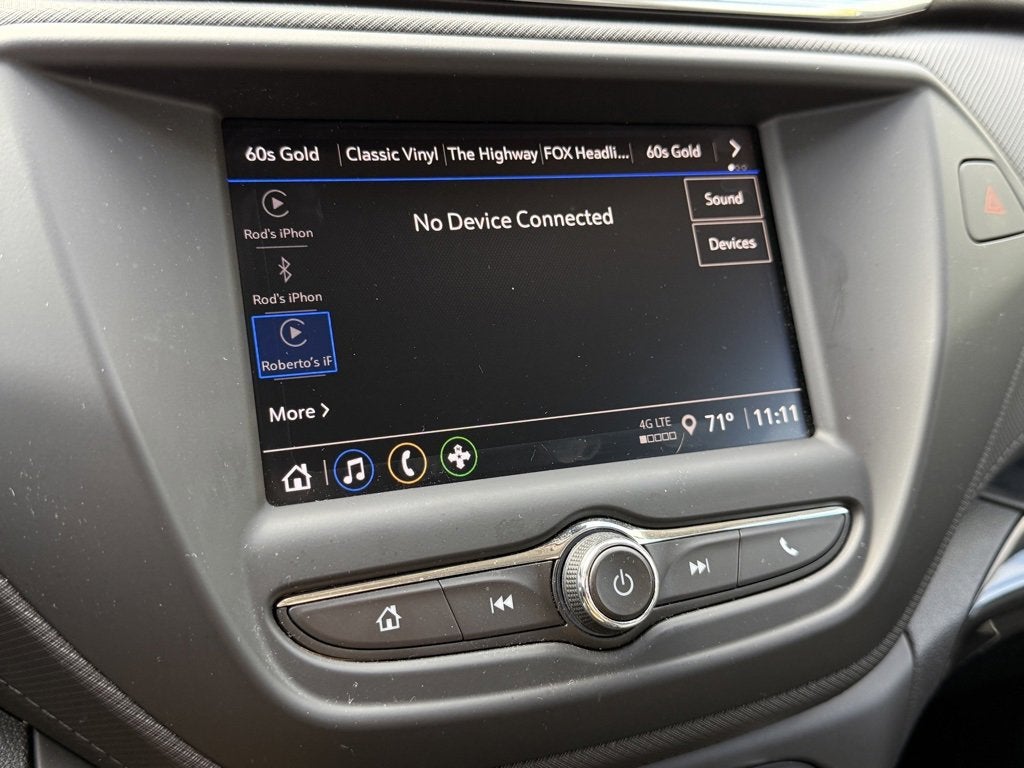 60s Gold Classic Vinyl The Highway FOX Headli... 60s Gold
Sound
Rod's iPhon
No Device Connected
Devices
Rod's iPhon
Roberto's iF
More
4G LTE
71° 11:11